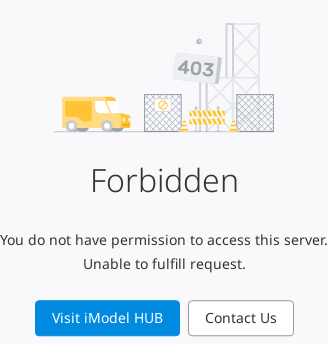 403
Forbidden
You do not have permission to access this server.
Unable to fulfill request.
Visit iModel HUB
Contact Us